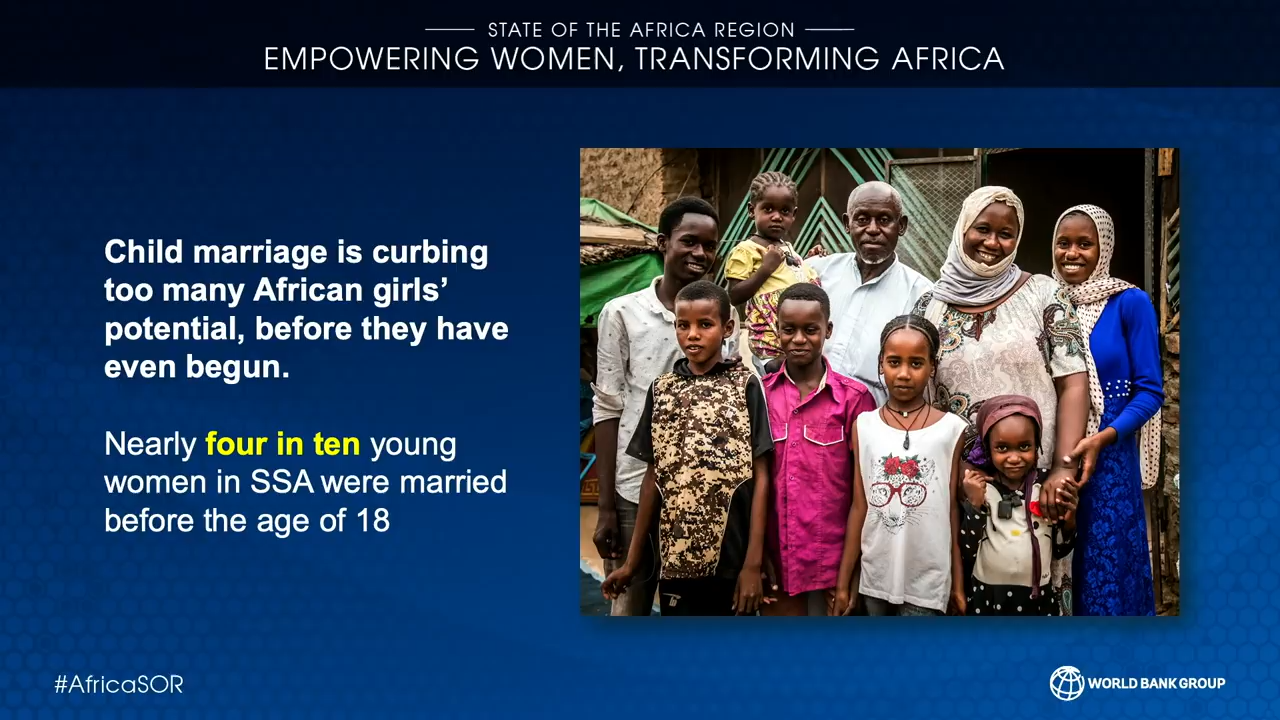 STATE OF THE AFRICA REGION
EMPOWERING WOMEN, TRANSFORMING AFRICA
Child marriage is curbing
too many African girls’
potential, before they have
even begun.
Nearly four in ten young
women in SSA were married
before the age of 18
#AfricaSOR
WORLD BANK GROUP